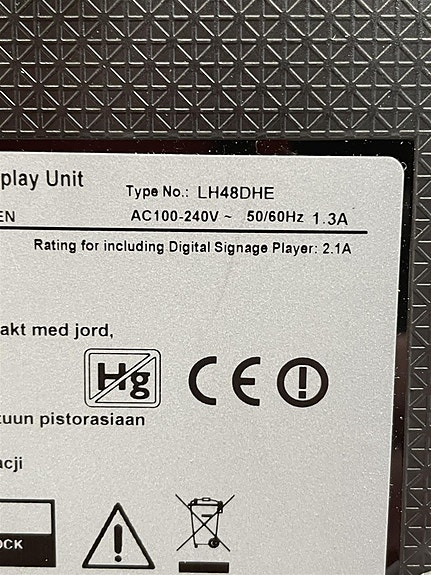 play Unit
Type No.: LH48DHE
EN
AC100-240V ~ 50/60Hz 1.3A
Rating for including Digital Signage Player: 2.1A
akt med jord,
Hg
CE
tuun pistorasiaan
acji
OCK